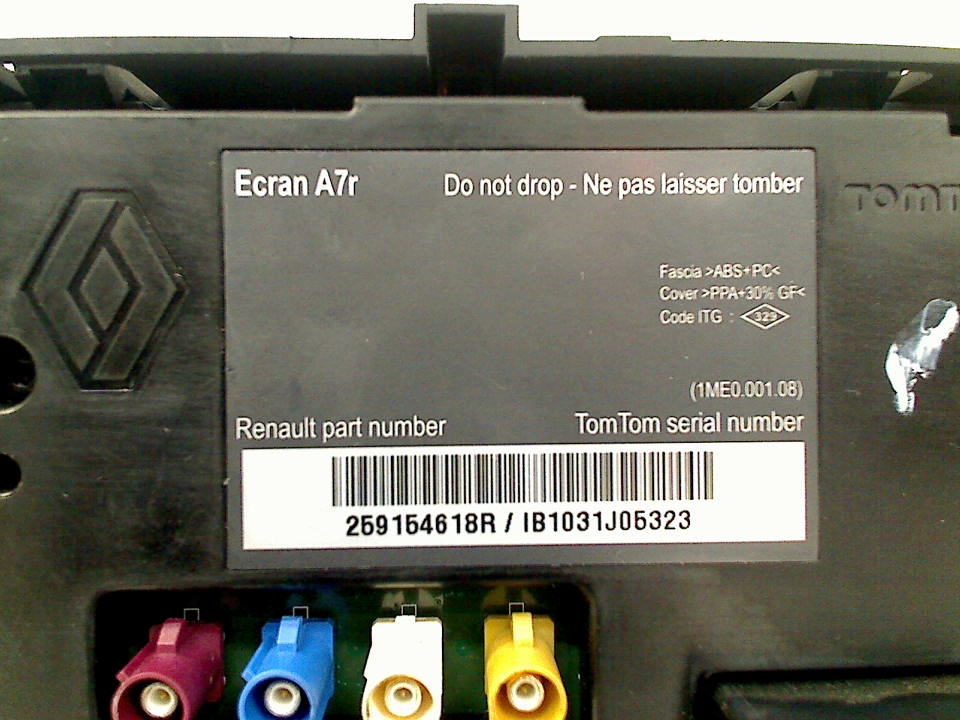 Ecran A7r
Do not drop - Ne pas laisser tomber
TOMT
Fascia >ABS+PC<
Cover >PPA+30% GF<
Code ITG : 329
(1ME0.001.08)
Renault part number
TomTom serial number
259154618R / IB1031J05323